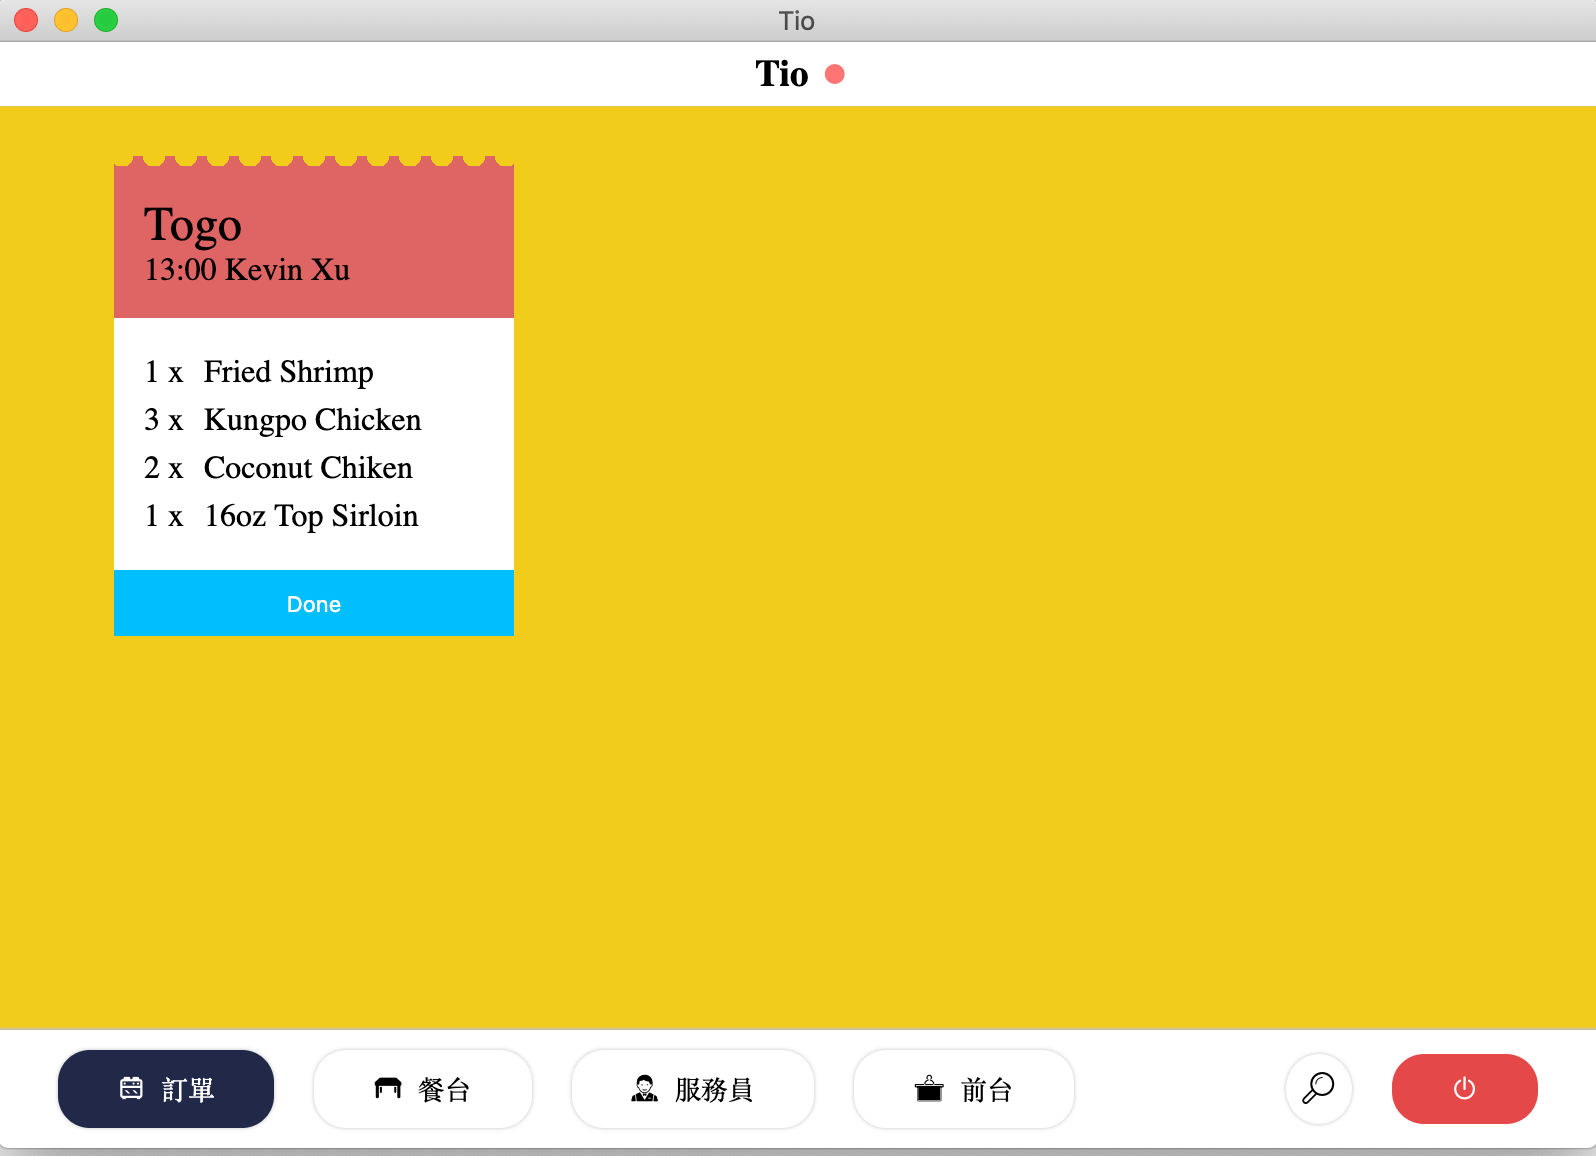 Tio
Tio
Togo
13:00 Kevin Xu
1 x Fried Shrimp
3 x Kungpo Chicken
2 x Coconut Chiken
1 x 16oz Top Sirloin
Done
訂單
餐台
服務員
前台